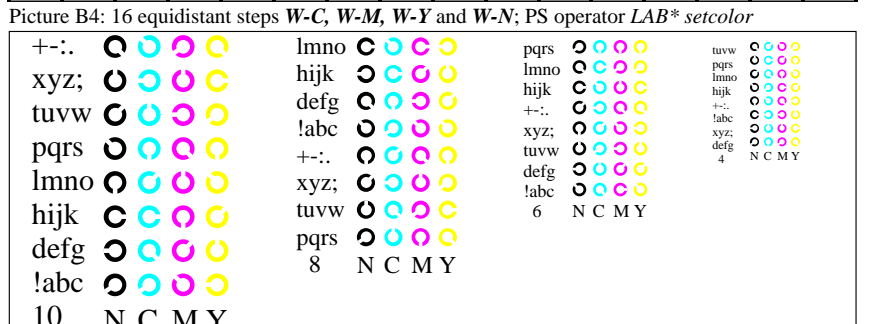 Picture B4: 16 equidistant steps W-C, W-M, W-Y and W-N; PS operator LAB* setcolor
+-:.
xyz;
tuvw
pqrs
lmno
hijk
defg
!abc
10 N C M Y
lmno
hijk
defg
!abc
+-:.
xyz;
tuvw
pqrs
8 N C M Y
pqrs
lmno
hijk
+-:.
xyz;
tuvw
defg
!abc
6 N C M Y
tuvw
pqrs
lmno
hijk
+-:.
!abc
xyz;
defg
4 N C M Y